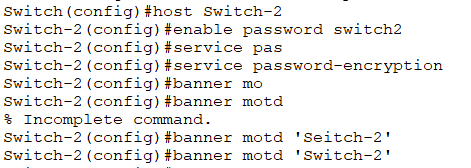 Switch(config)#host Switch-2
Switch-2(config)#enable password switch2
Switch-2(config)#service pas
Switch-2(config)#service password-encryption
Switch-2(config)#banner mo
Switch-2(config)#banner motd
% Incomplete command.
Switch-2(config)#banner motd 'Seitch-2'
Switch-2(config)#banner motd 'Switch-2'